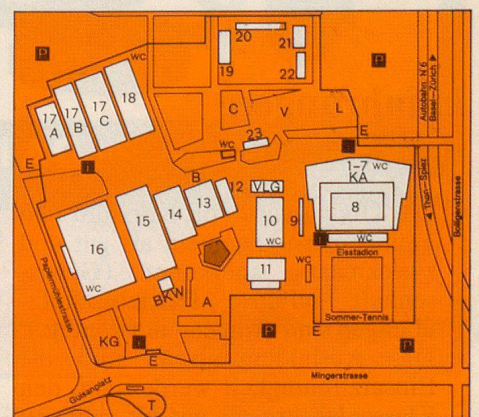 P
WC
20
21
19
22
P
Autobahn N 6
Basel-Zürich
17
A
17
B
17
C
18
C
V
L
E
23
WC
E
i
B
1-7
WC
KA
8
Thun-Spiez
Bolligenstrasse
12
VLG
13
14
15
16
WC
10
WC
9
i
WC
Eisstadion
11
WC
BKW
A
Papiermühlestrasse
KG
i
E
P
E
Sommer-Tennis
P
Guisanplatz
Mingerstrasse
T